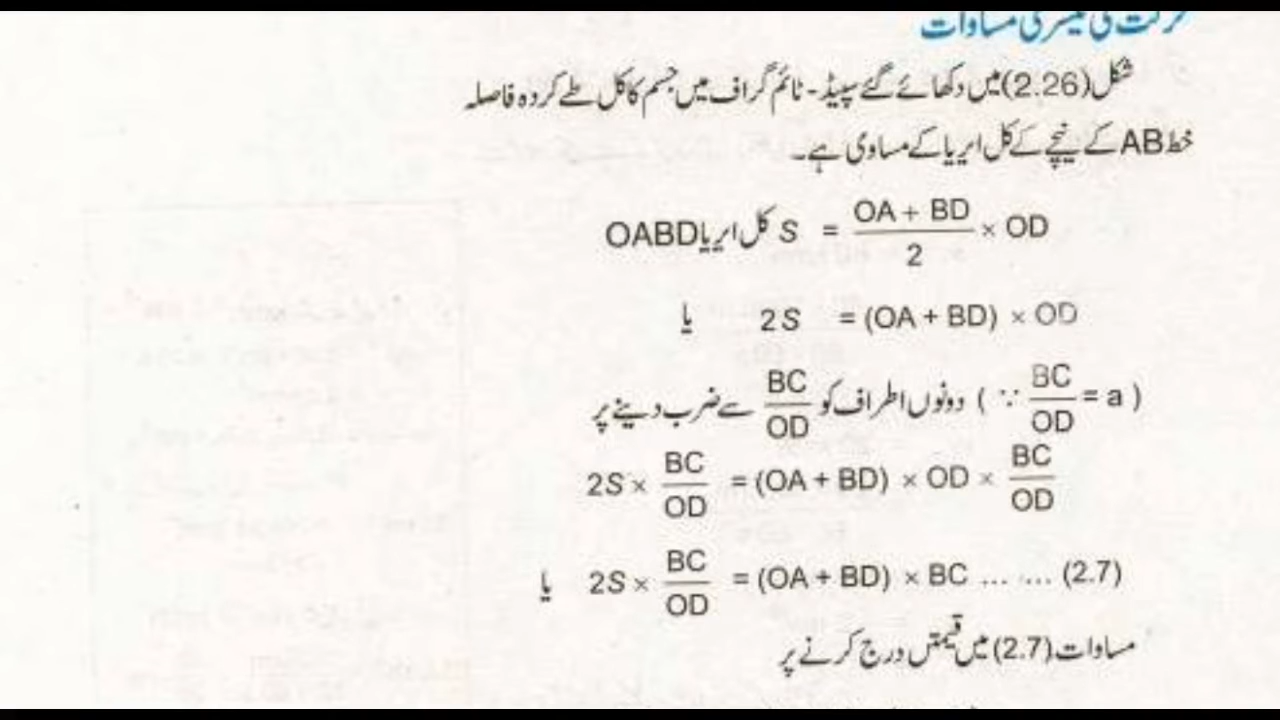 حرکت کی تیسری مساوات
شکل (2.26) میں دکھائے گئے سپیڈ - ٹائم گراف میں جسم کا کل طے کردہ فاصلہ
خط AB کے نیچے کے کل ایریا کے مساوی ہے۔
OABD کل ایریا S = (OA + BD)/2 × OD
یا 2S = (OA + BD) × OD
دونوں اطراف کو BC/OD سے ضرب دینے پر ( ∵ BC/OD = a )
2S × BC/OD = (OA + BD) × OD × BC/OD
یا 2S × BC/OD = (OA + BD) × BC ... ... (2.7)
مساوات (2.7) میں قیمتں درج کرنے پر